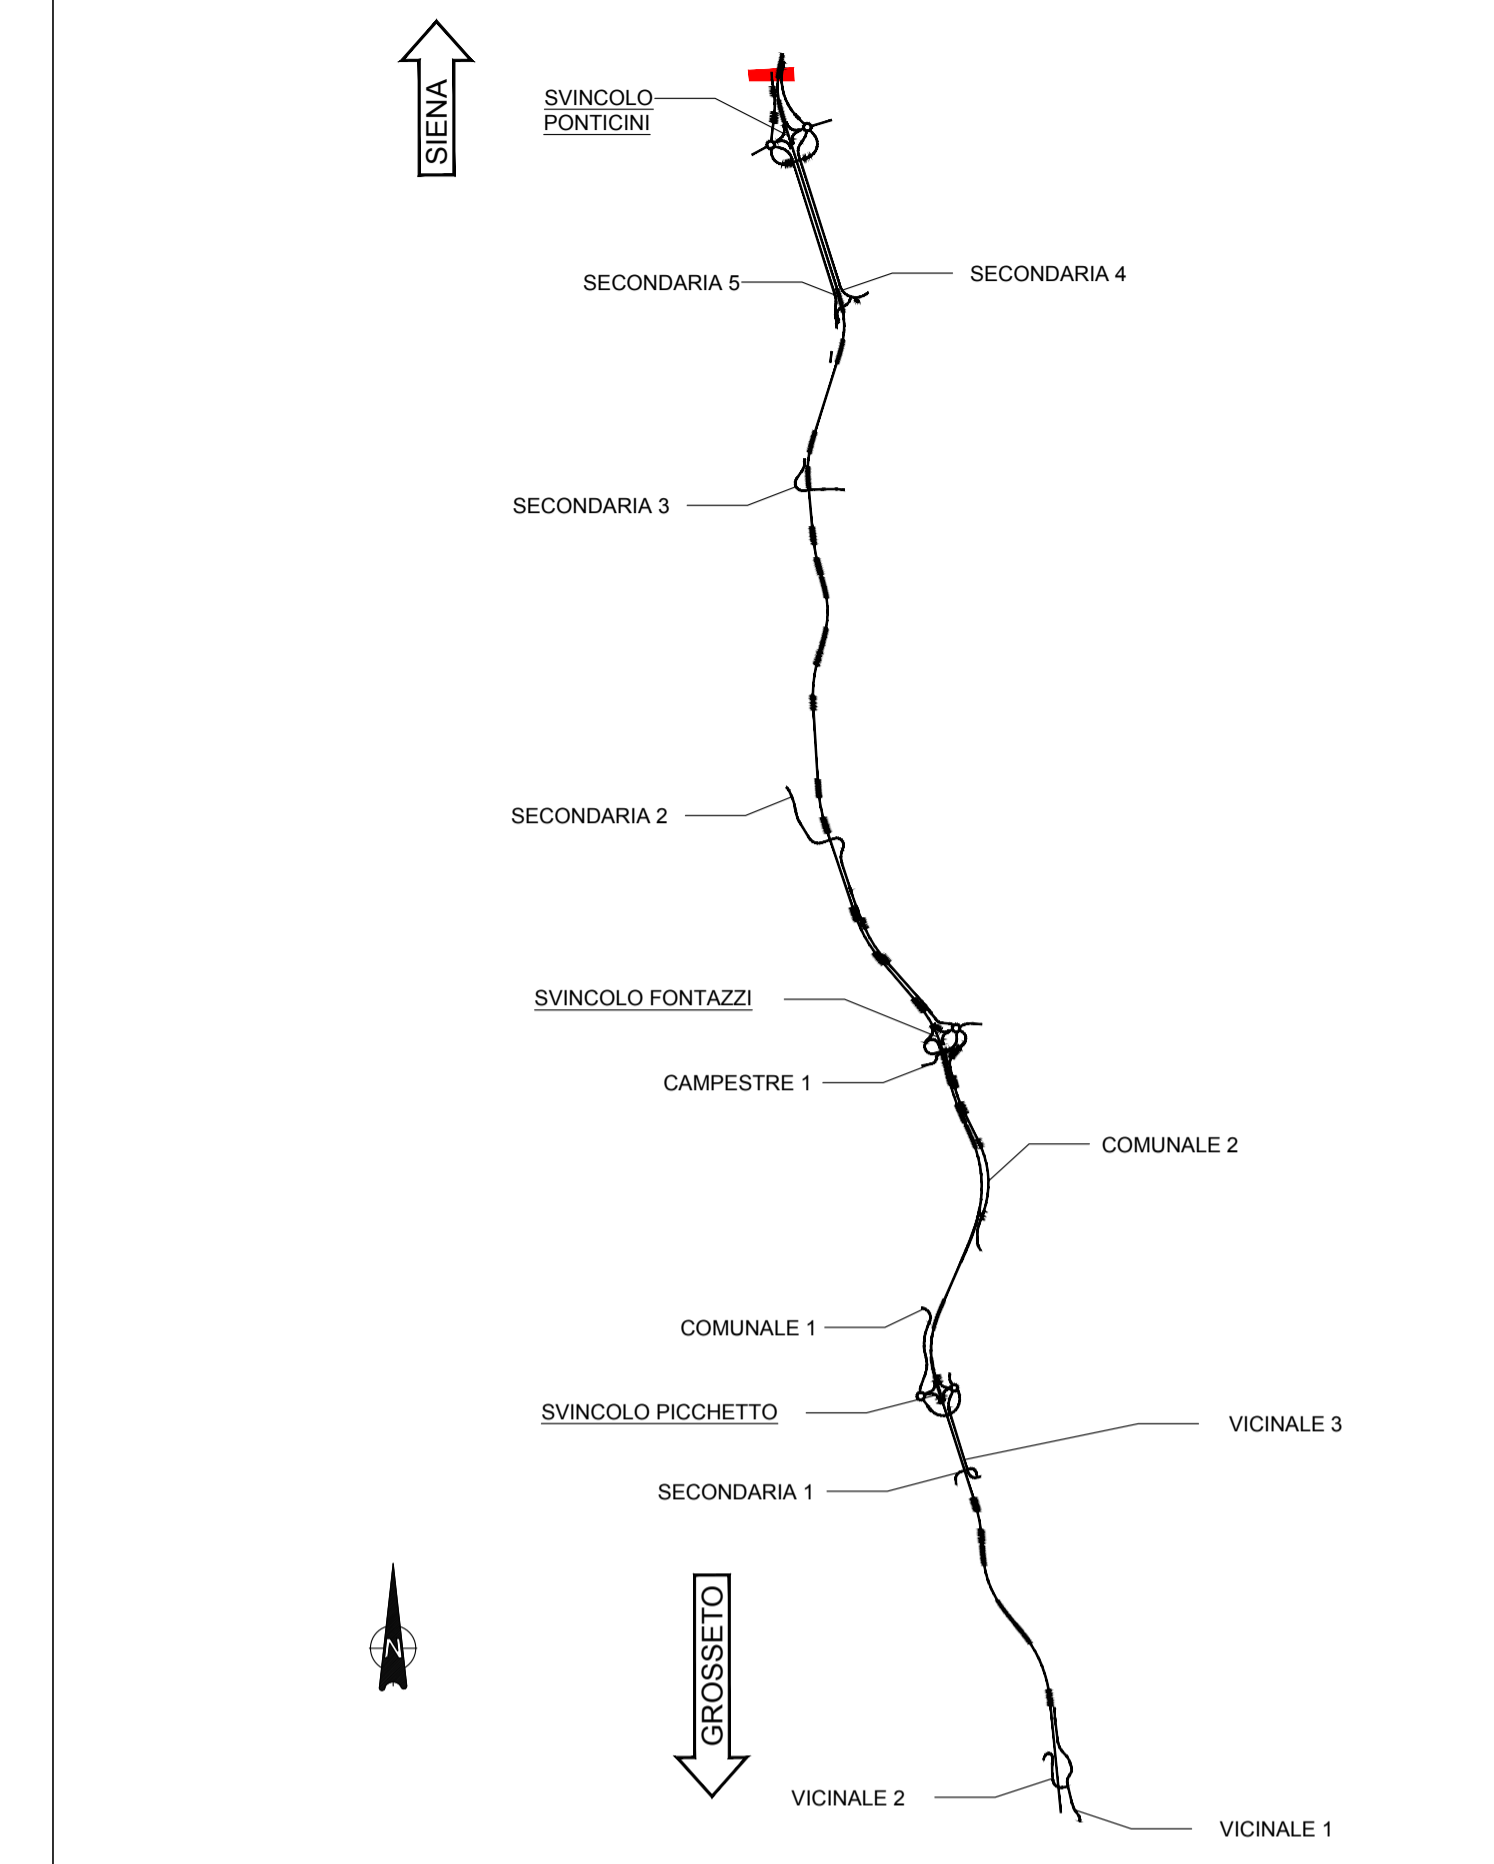 SIENA
SVINCOLO
PONTICINI
SECONDARIA 5
SECONDARIA 4
SECONDARIA 3
SECONDARIA 2
SVINCOLO FONTAZZI
CAMPESTRE 1
COMUNALE 2
COMUNALE 1
SVINCOLO PICCHETTO
VICINALE 3
SECONDARIA 1
GROSSETO
N
VICINALE 2
VICINALE 1